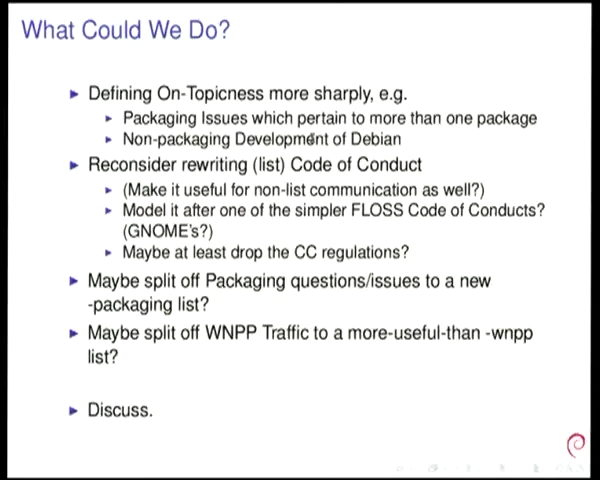 What Could We Do?
Defining On-Topicness more sharply, e.g.
Packaging Issues which pertain to more than one package
Non-packaging Development of Debian
Reconsider rewriting (list) Code of Conduct
(Make it useful for non-list communication as well?)
Model it after one of the simpler FLOSS Code of Conducts?
(GNOME's?)
Maybe at least drop the CC regulations?
Maybe split off Packaging questions/issues to a new
-packaging list?
Maybe split off WNPP Traffic to a more-useful-than -wnpp
list?
Discuss.